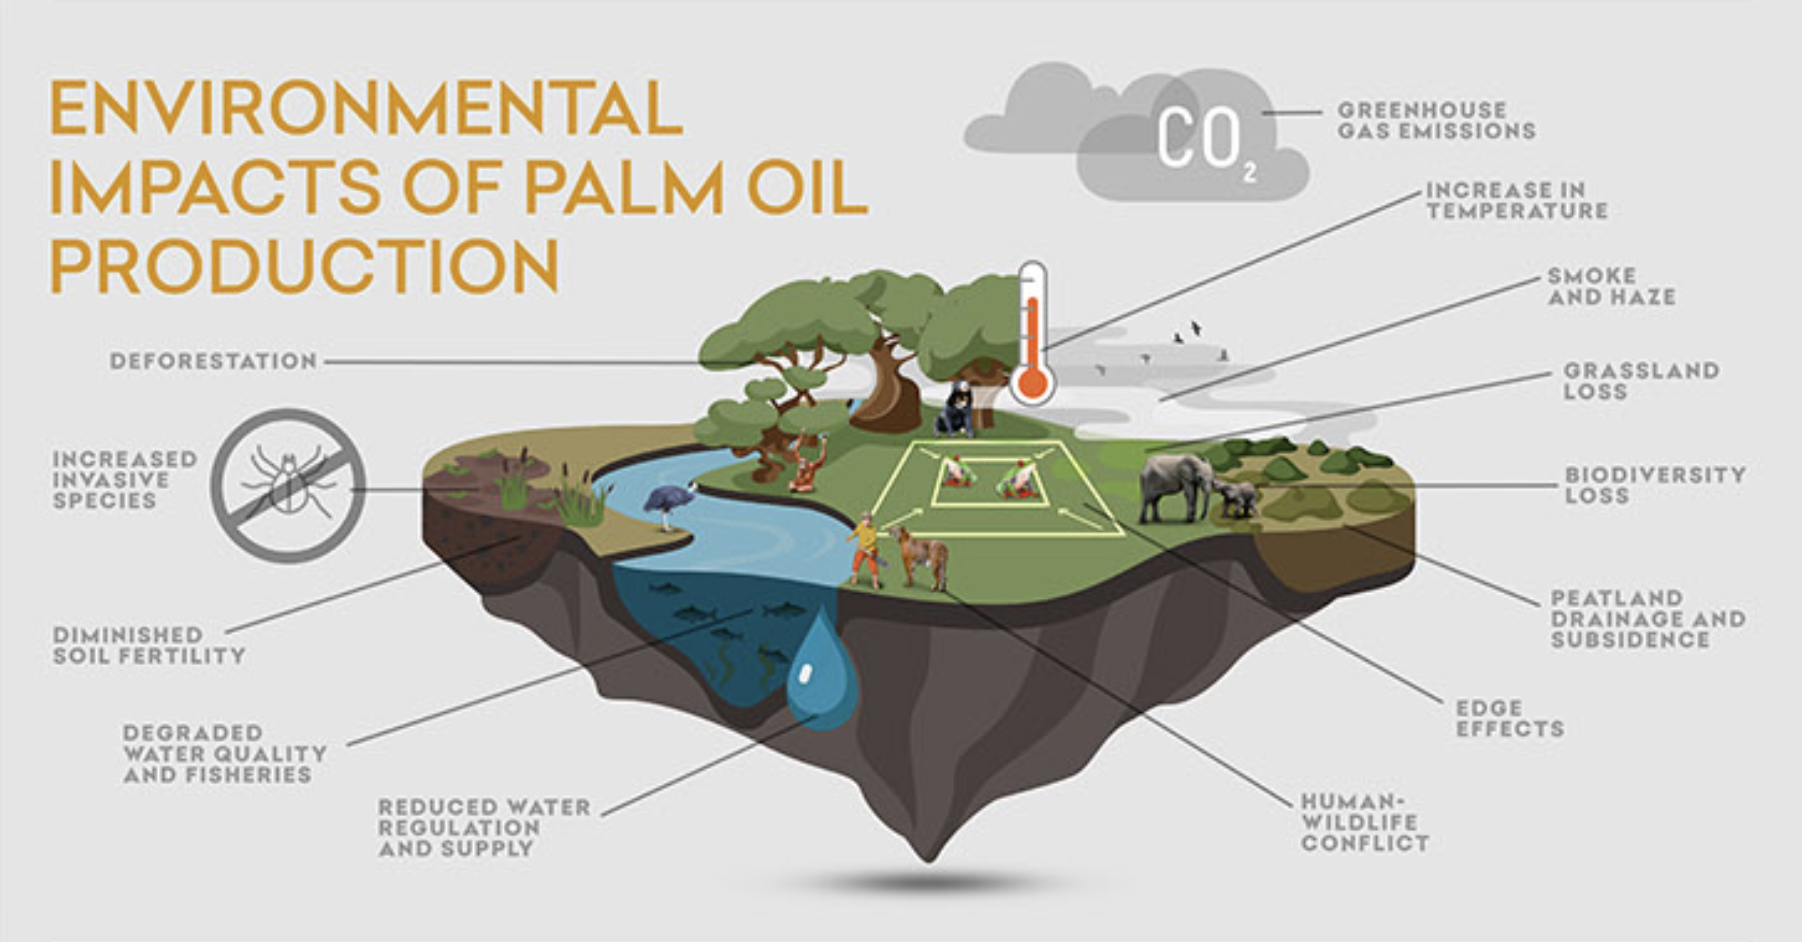 ENVIRONMENTAL
IMPACTS OF PALM OIL
PRODUCTION
CO2
GREENHOUSE
GAS EMISSIONS
INCREASE IN
TEMPERATURE
SMOKE
AND HAZE
DEFORESTATION
GRASSLAND
LOSS
INCREASED
INVASIVE
SPECIES
BIODIVERSITY
LOSS
PEATLAND
DRAINAGE AND
SUBSIDENCE
DIMINISHED
SOIL FERTILITY
EDGE
EFFECTS
DEGRADED
WATER QUALITY
AND FISHERIES
REDUCED WATER
REGULATION
AND SUPPLY
HUMAN-
WILDLIFE
CONFLICT